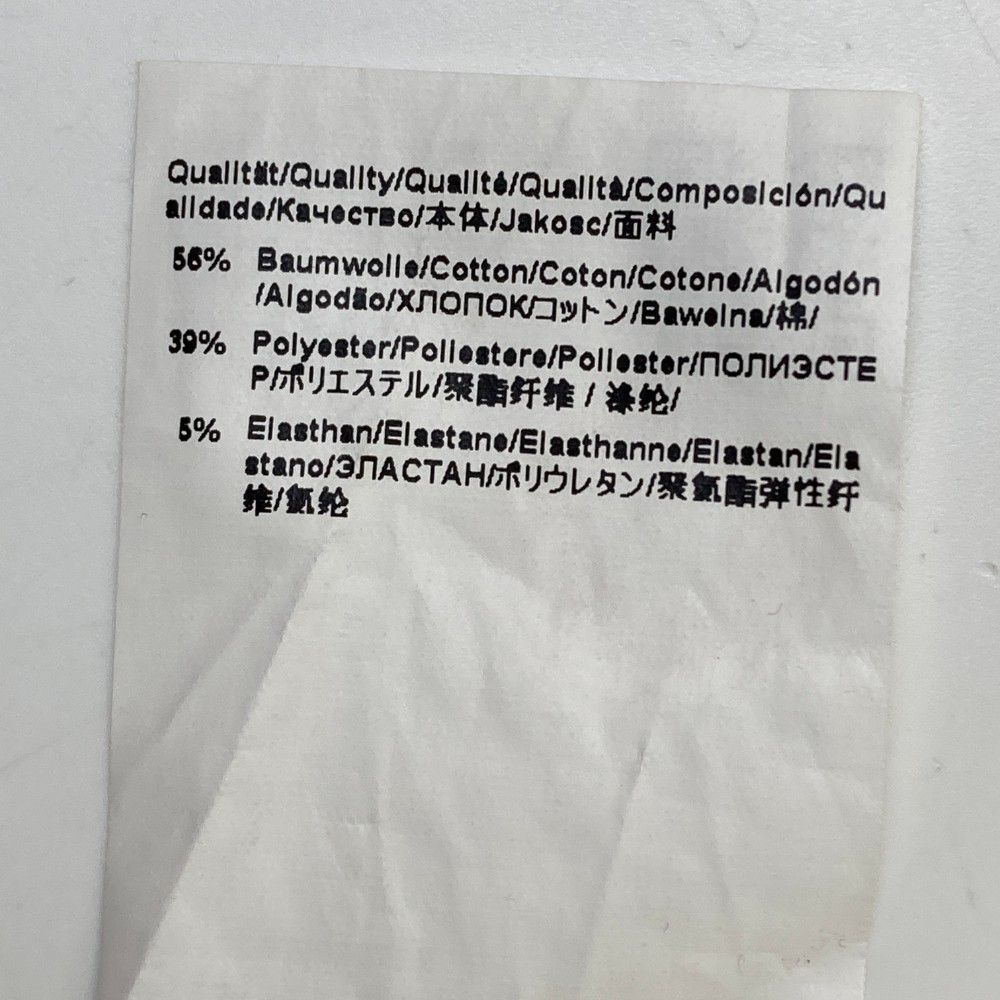 Qualität/Quality/Qualité/Qualità/Composición/Qu
alidade/Качество/本体/Jakosc/面料
56% Baumwolle/Cotton/Coton/Cotone/Algodón
/Algodão/ХЛОПОК/コットン/Bawelna/棉/
39% Polyester/Poliestere/Poliester/ПОЛИЭСТЕ
Р/ポリエステル/聚酯纤维 / 涤纶/
5% Elasthan/Elastane/Elasthanne/Elastan/Ela
stano/ЭЛАСТАН/ポリウレタン/聚氨酯弹性纤
维/氨纶